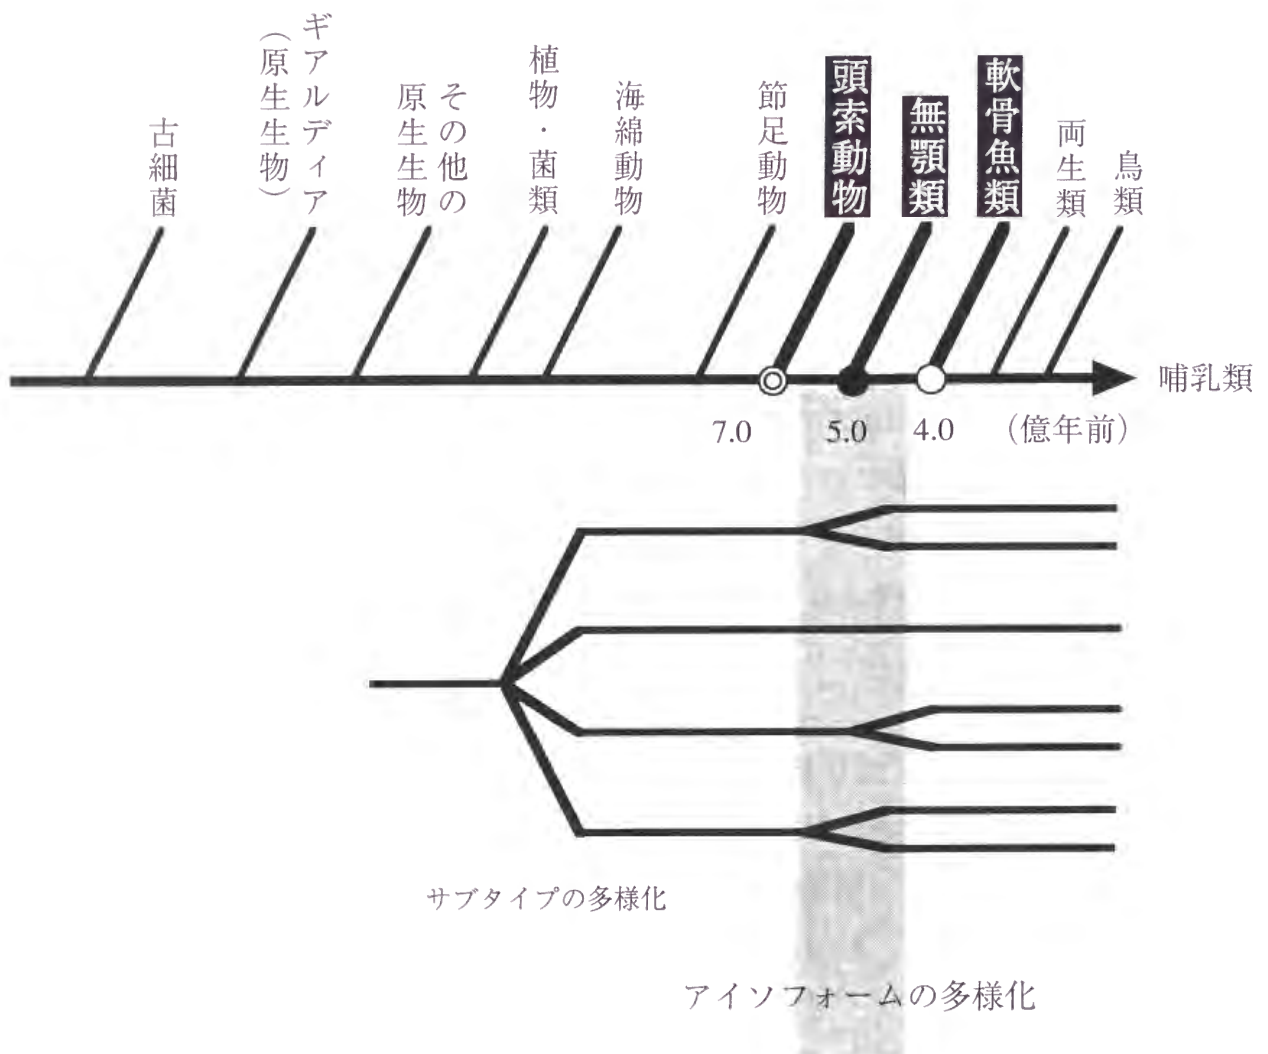 古細菌
ギアルディア
（原生生物）
その他の
原生生物
植物・菌類
海綿動物
節足動物
頭索動物
無顎類
軟骨魚類
両生類
鳥類
哺乳類
7.0
5.0
4.0
（億年前）
サブタイプの多様化
アイソフォームの多様化